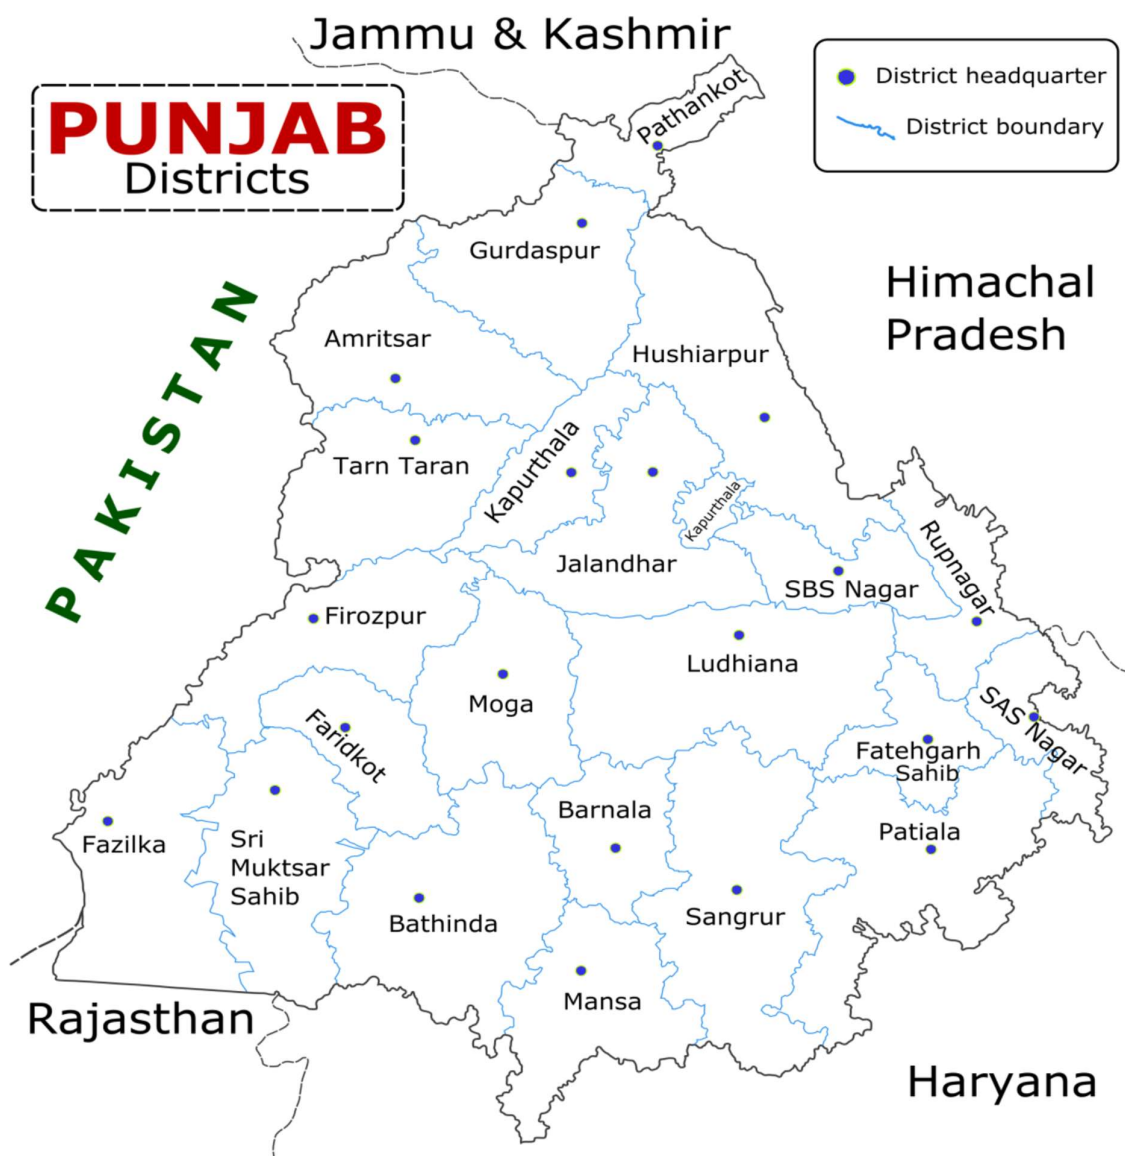 Jammu & Kashmir
PUNJAB
Districts
District headquarter
District boundary
Pathankot
Gurdaspur
Himachal
Pradesh
PAKISTAN
Amritsar
Hushiarpur
Tarn Taran
Kapurthala
Kapurthala
Jalandhar
SBS Nagar
Rupnagar
Firozpur
Ludhiana
Moga
Faridkot
SAS Nagar
Fatehgarh
Sahib
Barnala
Patiala
Fazilka
Sri
Muktsar
Sahib
Bathinda
Sangrur
Mansa
Rajasthan
Haryana